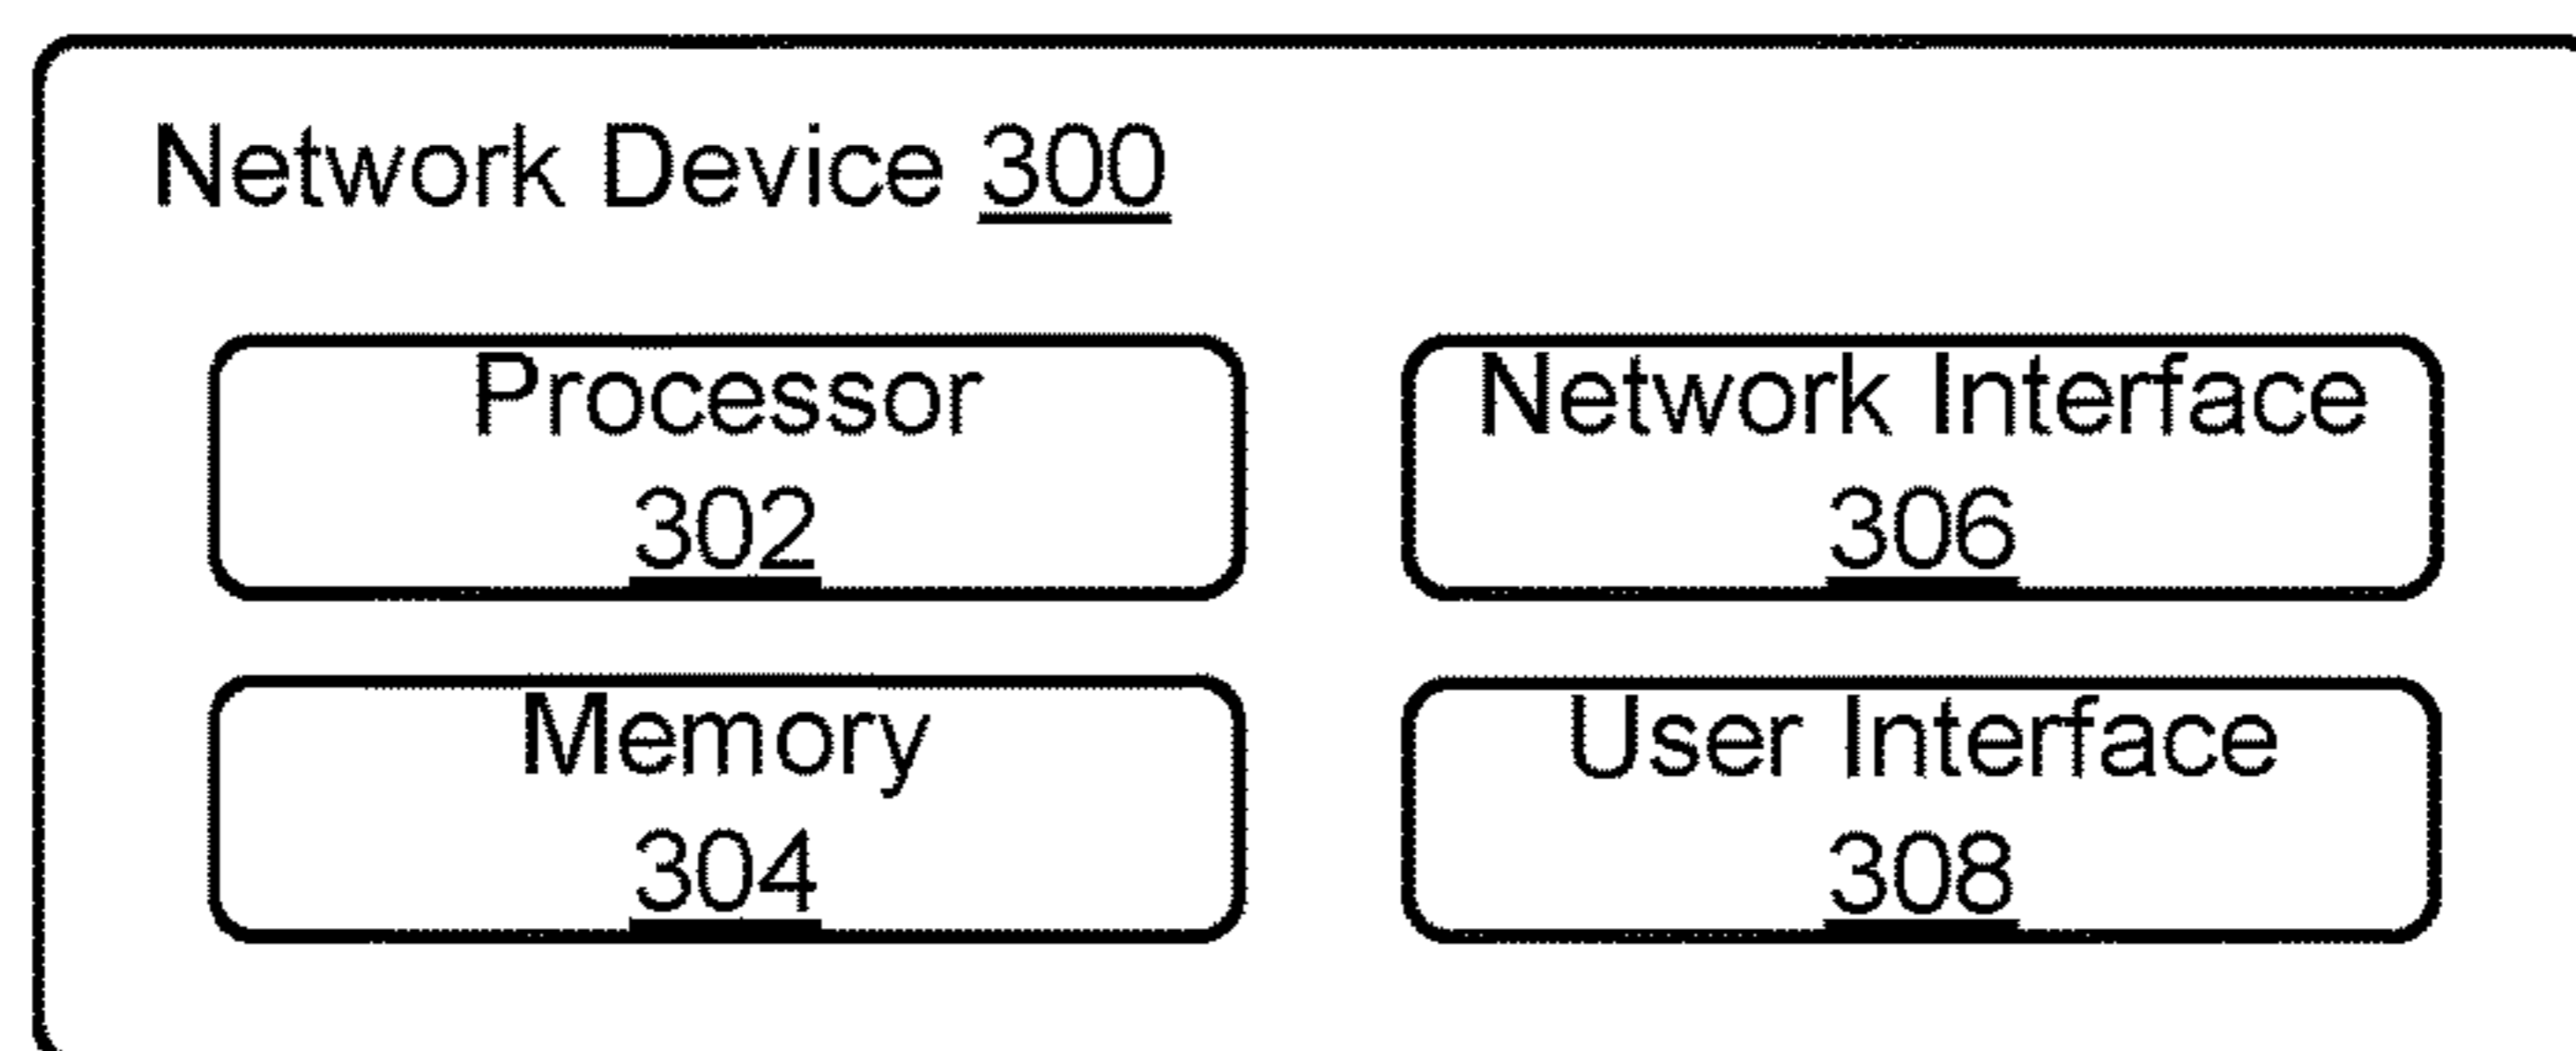 Network Device 300
Processor
302
Network Interface
306
Memory
304
User Interface
308